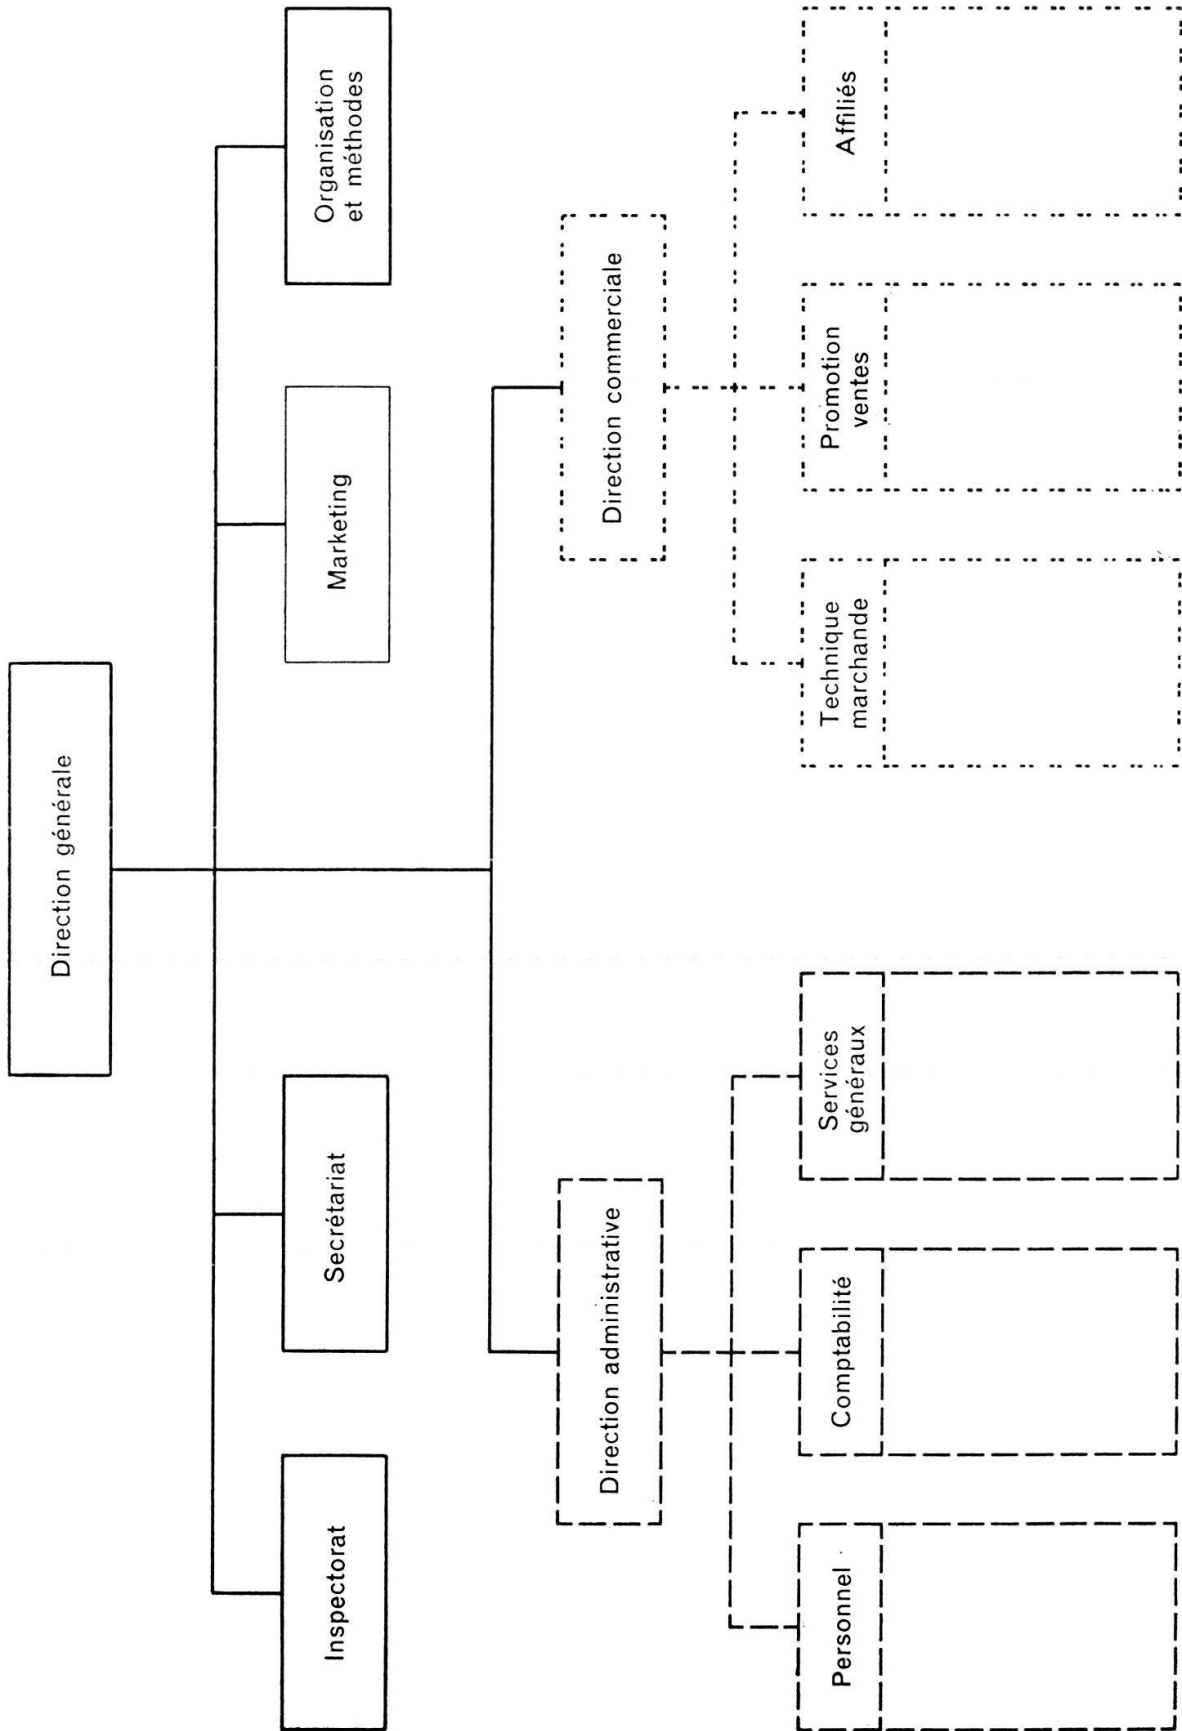 Direction générale
Inspectorat
Secrétariat
Marketing
Organisation
et méthodes
Direction administrative
Direction commerciale
Personnel
Comptabilité
Services
généraux
Technique
marchande
Promotion
ventes
Affiliés